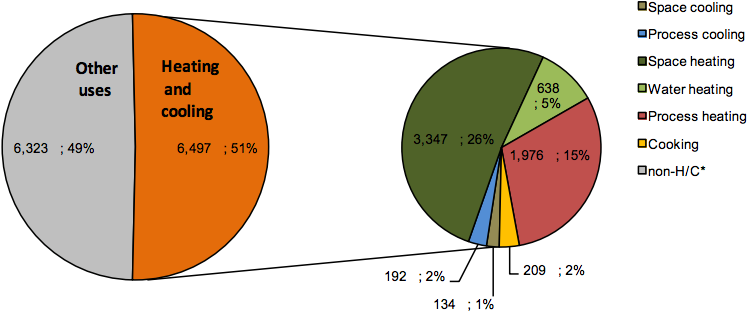 Other
uses
6,323 ; 49%
Heating
and
cooling
6,497 ; 51%
3,347 ; 26%
638
; 5%
1,976 ; 15%
192 ; 2%
134 ; 1%
209 ; 2%
Space cooling
Process cooling
Space heating
Water heating
Process heating
Cooking
non-H/C*